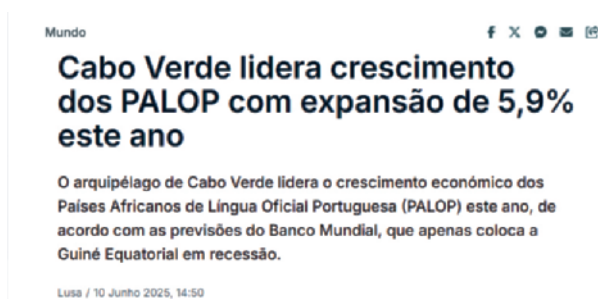 Mundo
Cabo Verde lidera crescimento
dos PALOP com expansão de 5,9%
este ano
O arquipélago de Cabo Verde lidera o crescimento económico dos
Países Africanos de Língua Oficial Portuguesa (PALOP) este ano, de
acordo com as previsões do Banco Mundial, que apenas coloca a
Guiné Equatorial em recessão.
Lusa / 10 Junho 2025, 14:50